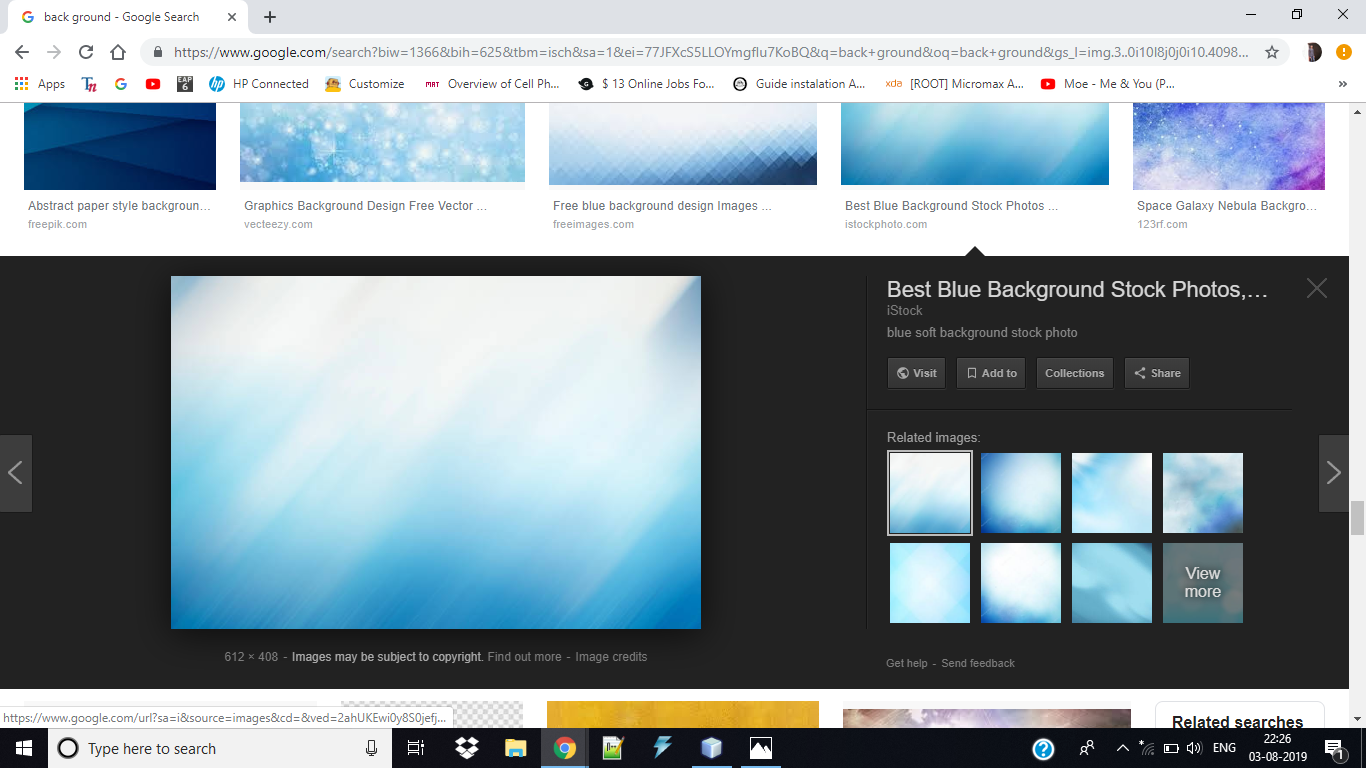 back ground - Google Search
https://www.google.com/search?biw=1366&bih=625&tbm=isch&sa=1&ei=77JFXcS5LLOYmgfIu7KoBQ&q=back+ground&oq=back+ground&gs_l=img.3..0i10l8j0j0i10.4098...
Apps
HP Connected
Customize
Overview of Cell Ph...
$ 13 Online Jobs Fo...
Guide instalation A...
xda [ROOT] Micromax A...
Moe - Me & You (P...
»
Abstract paper style backgroun...
Graphics Background Design Free Vector ...
Free blue background design Images ...
Best Blue Background Stock Photos ...
Space Galaxy Nebula Backgro...
freepik.com
vecteezy.com
freeimages.com
istockphoto.com
123rf.com
Best Blue Background Stock Photos,...
iStock
blue soft background stock photo
Visit
Add to
Collections
Share
Related images:
View
more
612 × 408 - Images may be subject to copyright. Find out more - Image credits
Get help - Send feedback
https://www.google.com/url?sa=i&source=images&cd=&ved=2ahUKEwi0y8S0jefj...
Related searches
Type here to search
ENG
22:26
03-08-2019
1